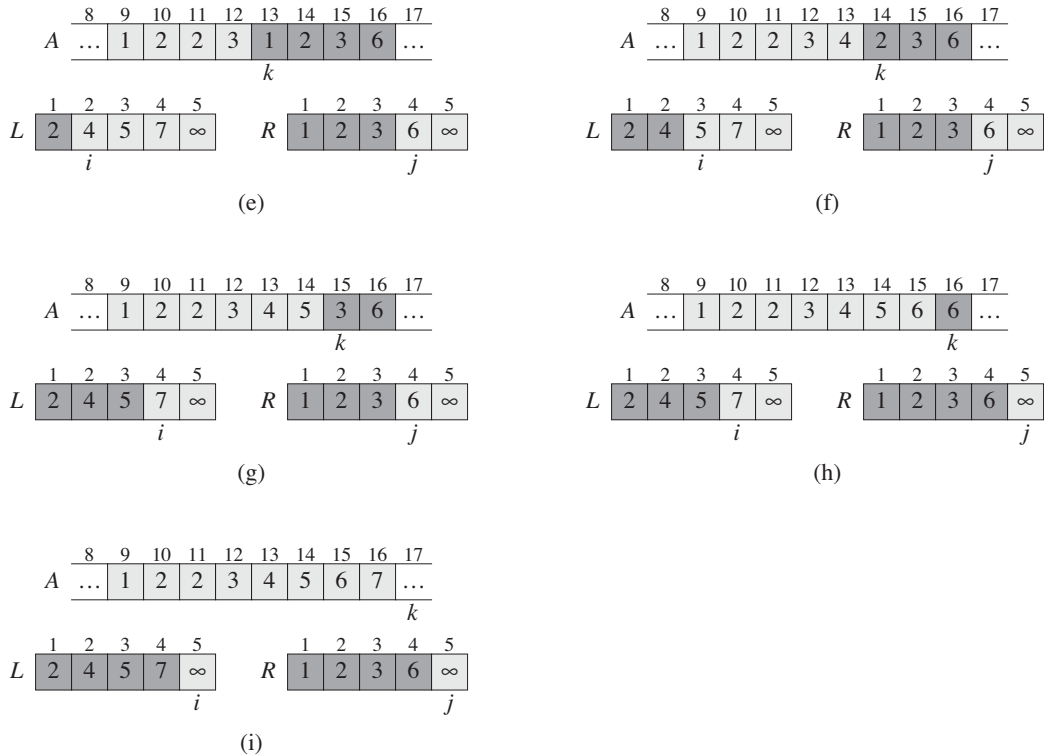 8 9 10 11 12 13 14 15 16 17
A … 1 2 2 3 1 2 3 6 …
k
1 2 3 4 5 1 2 3 4 5
L 2 4 5 7 ∞ R 1 2 3 6 ∞
i j
(e)
8 9 10 11 12 13 14 15 16 17
A … 1 2 2 3 4 2 3 6 …
k
1 2 3 4 5 1 2 3 4 5
L 2 4 5 7 ∞ R 1 2 3 6 ∞
i j
(f)
8 9 10 11 12 13 14 15 16 17
A … 1 2 2 3 4 5 3 6 …
k
1 2 3 4 5 1 2 3 4 5
L 2 4 5 7 ∞ R 1 2 3 6 ∞
i j
(g)
8 9 10 11 12 13 14 15 16 17
A … 1 2 2 3 4 5 6 6 …
k
1 2 3 4 5 1 2 3 4 5
L 2 4 5 7 ∞ R 1 2 3 6 ∞
i j
(h)
8 9 10 11 12 13 14 15 16 17
A … 1 2 2 3 4 5 6 7 …
k
1 2 3 4 5 1 2 3 4 5
L 2 4 5 7 ∞ R 1 2 3 6 ∞
i j
(i)